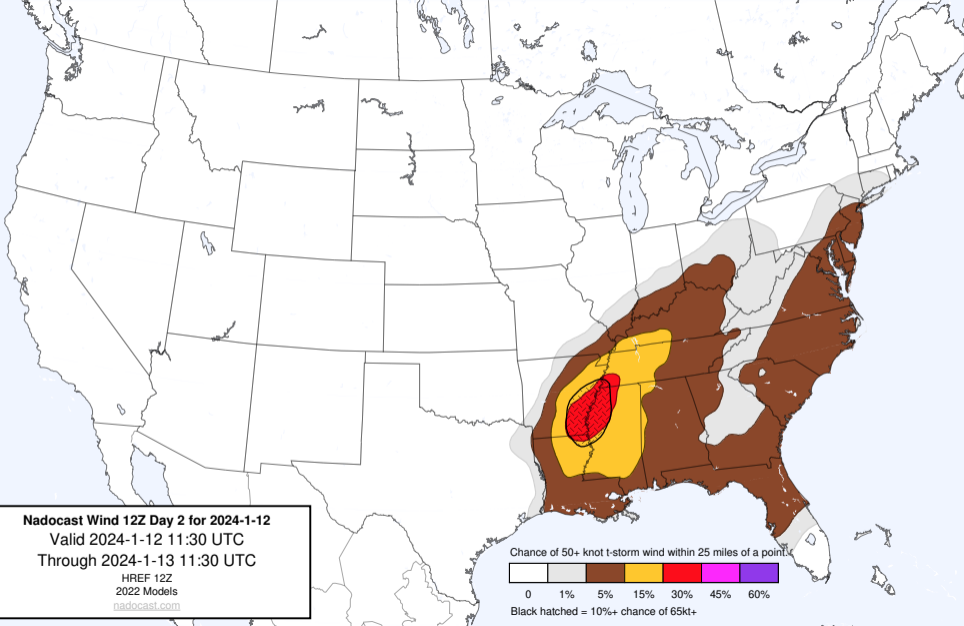 Nadocast Wind 12Z Day 2 for 2024-1-12
Valid 2024-1-12 11:30 UTC
Through 2024-1-13 11:30 UTC
HREF 12Z
2022 Models
nadocast.com
Chance of 50+ knot t-storm wind within 25 miles of a point.
0 1% 5% 15% 30% 45% 60%
Black hatched = 10%+ chance of 65kt+